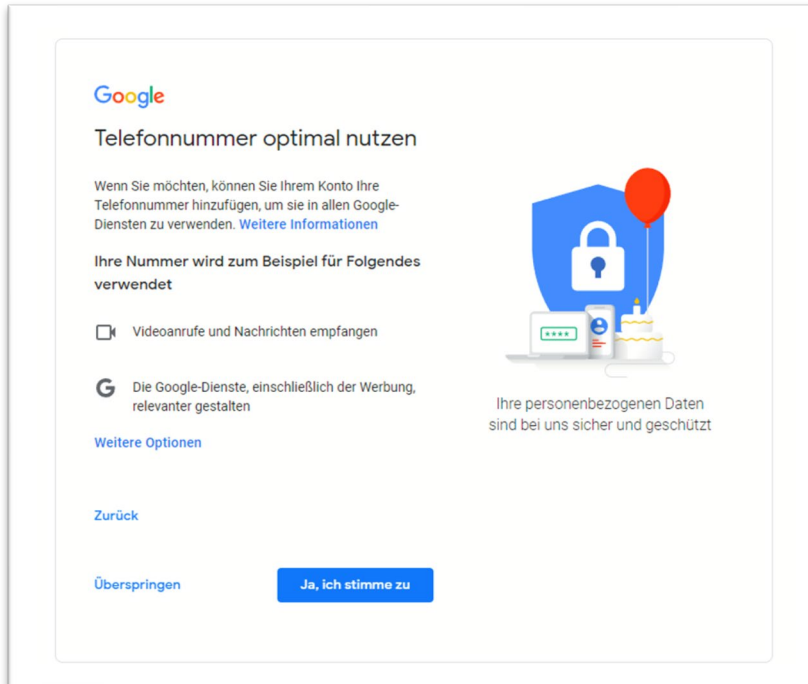 Google
Telefonnummer optimal nutzen
Wenn Sie möchten, können Sie Ihrem Konto Ihre
Telefonnummer hinzufügen, um sie in allen Google-
Diensten zu verwenden. Weitere Informationen
Ihre Nummer wird zum Beispiel für Folgendes
verwendet
Videoanrufe und Nachrichten empfangen
G Die Google-Dienste, einschließlich der Werbung,
relevanter gestalten
Weitere Optionen
Zurück
Überspringen
Ja, ich stimme zu
****
Ihre personenbezogenen Daten
sind bei uns sicher und geschützt